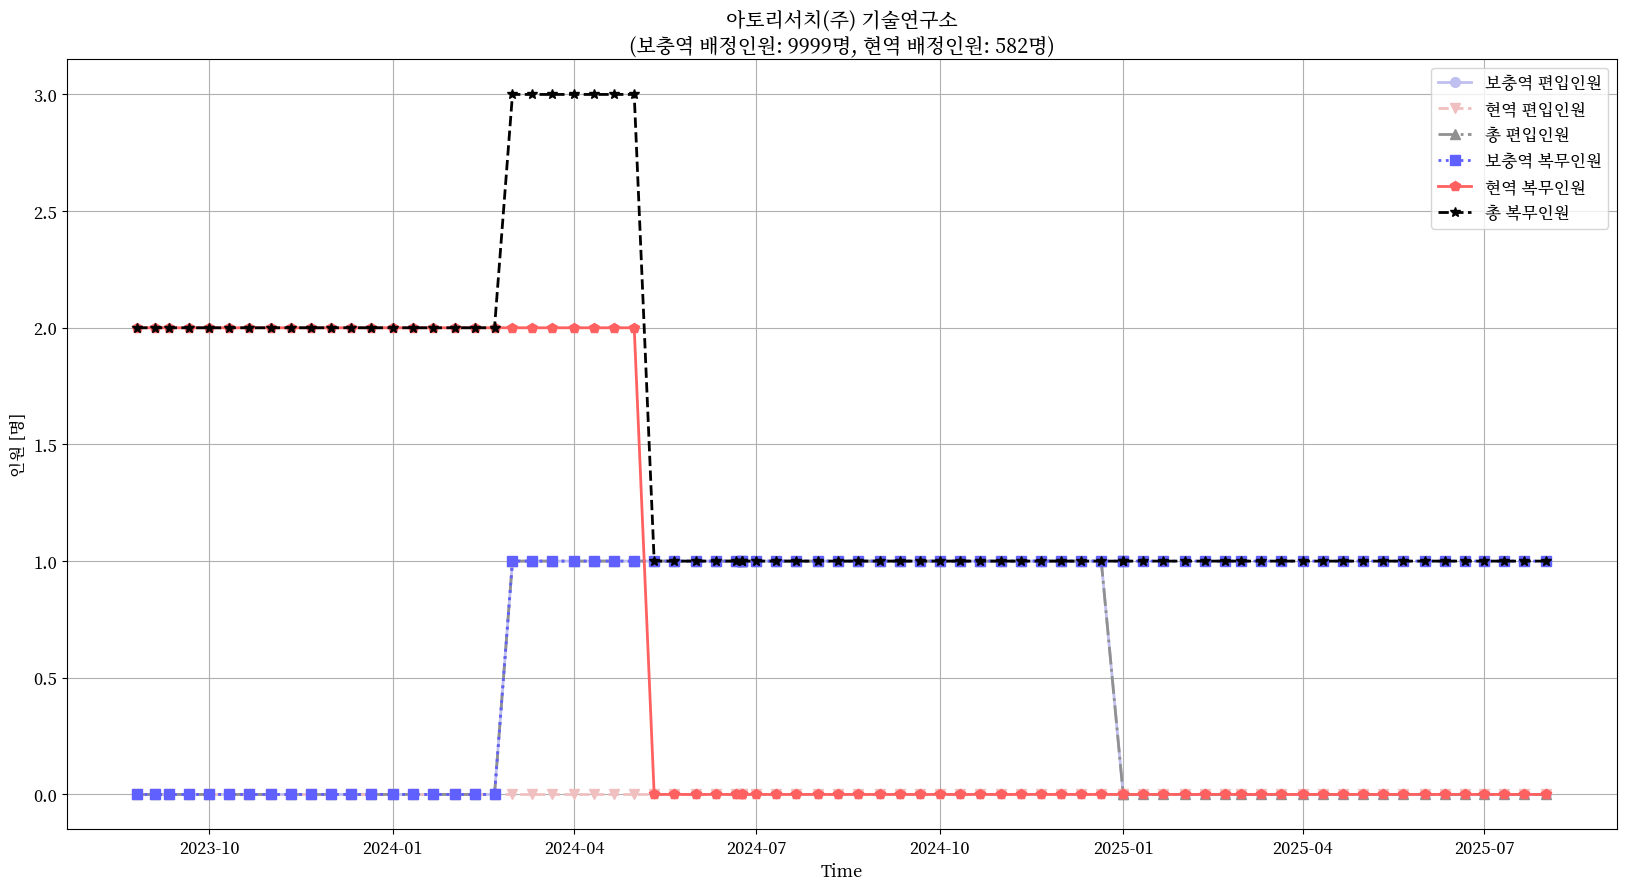 아토리서치(주) 기술연구소
(보충역 배정인원: 9999명, 현역 배정인원: 582명)
보충역 편입인원
현역 편입인원
총 편입인원
보충역 복무인원
현역 복무인원
총 복무인원
인원 [명]
3.0
2.5
2.0
1.5
1.0
0.5
0.0
2023-10
2024-01
2024-04
2024-07
2024-10
2025-01
2025-04
2025-07
Time